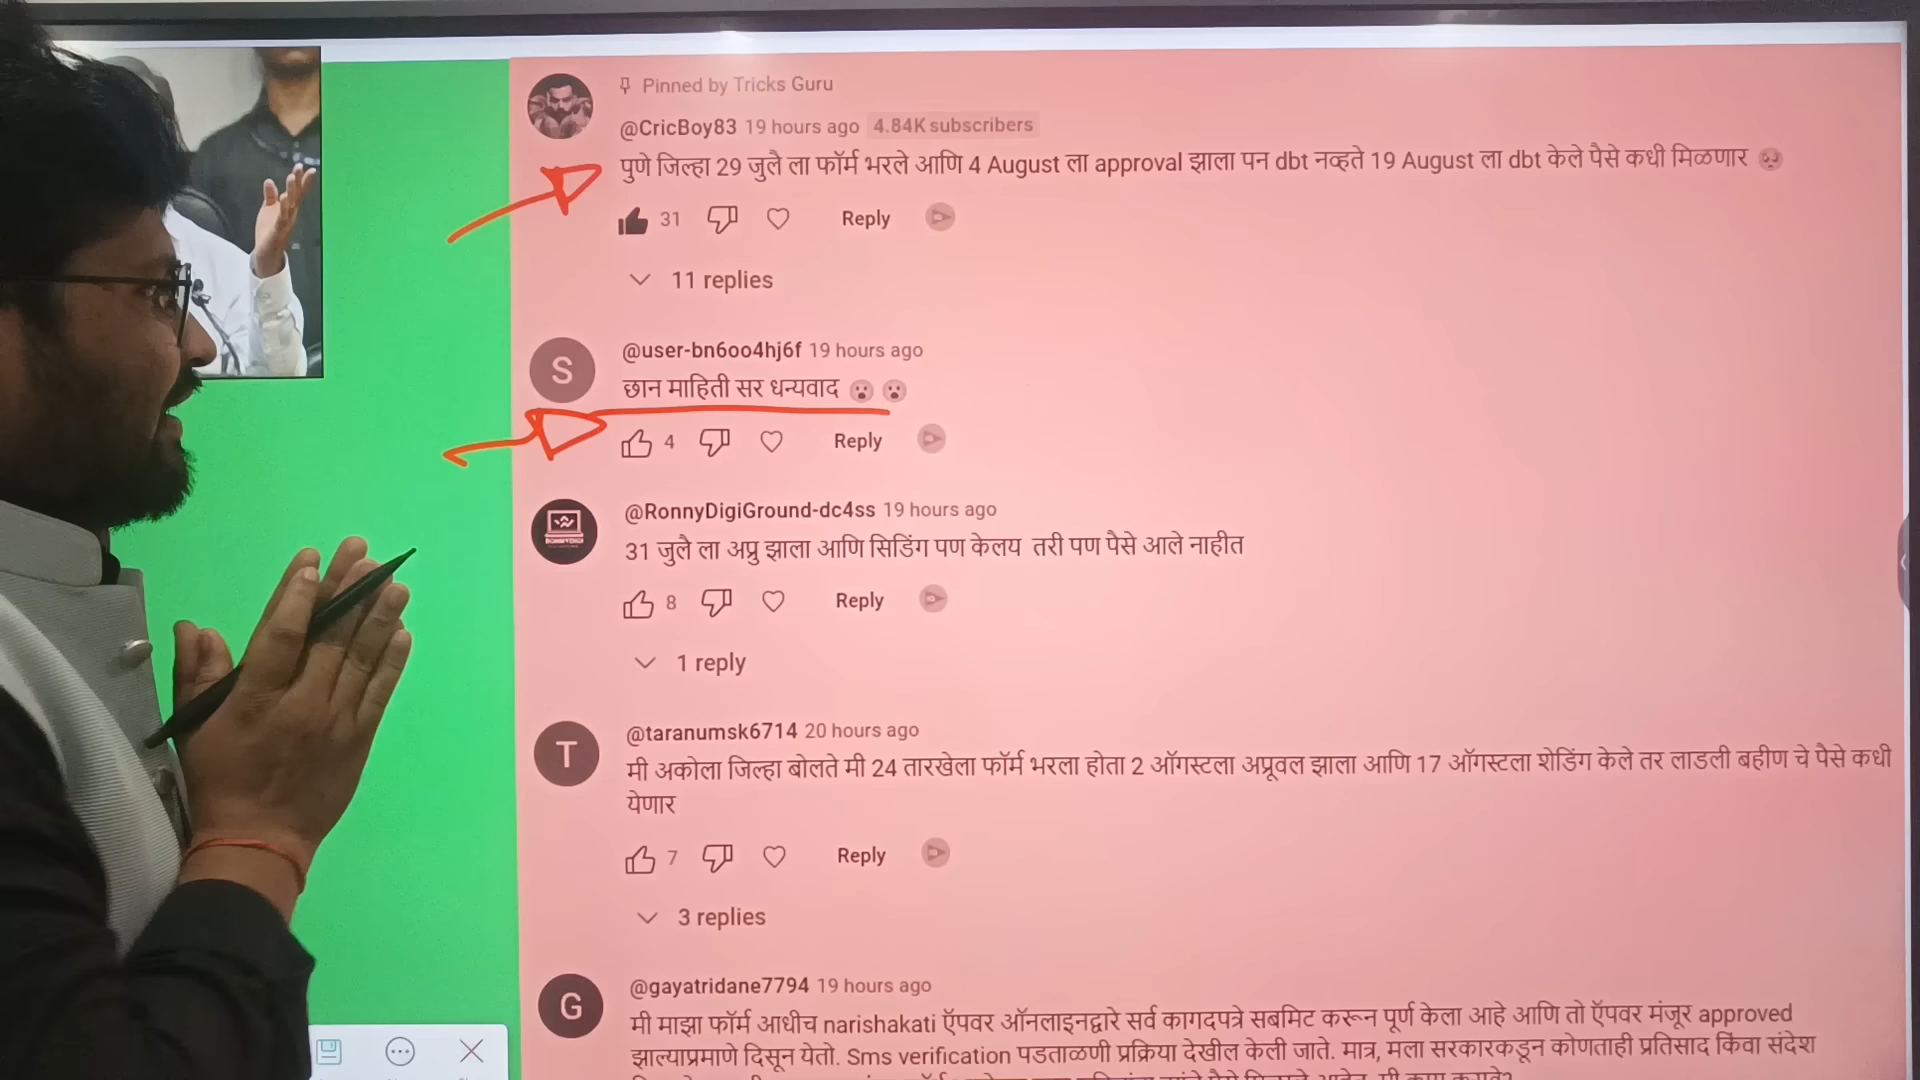 Pinned by Tricks Guru
@CricBoy83 19 hours ago 4.84K subscribers
पुणे जिल्हा 29 जुलै ला फॉर्म भरले आणि 4 August ला approval झाला पन dbt नव्हते 19 August ला dbt केले पैसे कधी मिळणार 🥺
31 Reply
11 replies
S
@user-bn6oo4hj6f 19 hours ago
छान माहिती सर धन्यवाद 😮 😮
4 Reply
@RonnyDigiGround-dc4ss 19 hours ago
31 जुलै ला अप्रु झाला आणि सिडिंग पण केलय तरी पण पैसे आले नाहीत
8 Reply
1 reply
T
@taranumsk6714 20 hours ago
मी अकोला जिल्हा बोलते मी 24 तारखेला फॉर्म भरला होता 2 ऑगस्टला अप्रूवल झाला आणि 17 ऑगस्टला शेडिंग केले तर लाडली बहीण चे पैसे कधी
येणार
7 Reply
3 replies
G
@gayatridane7794 19 hours ago
मी माझा फॉर्म आधीच narishakati ऍपवर ऑनलाइनद्वारे सर्व कागदपत्रे सबमिट करून पूर्ण केला आहे आणि तो ऍपवर मंजूर approved
झाल्याप्रमाणे दिसून येतो. Sms verification पडताळणी प्रक्रिया देखील केली जाते. मात्र, मला सरकारकडून कोणताही प्रतिसाद किंवा संदेश